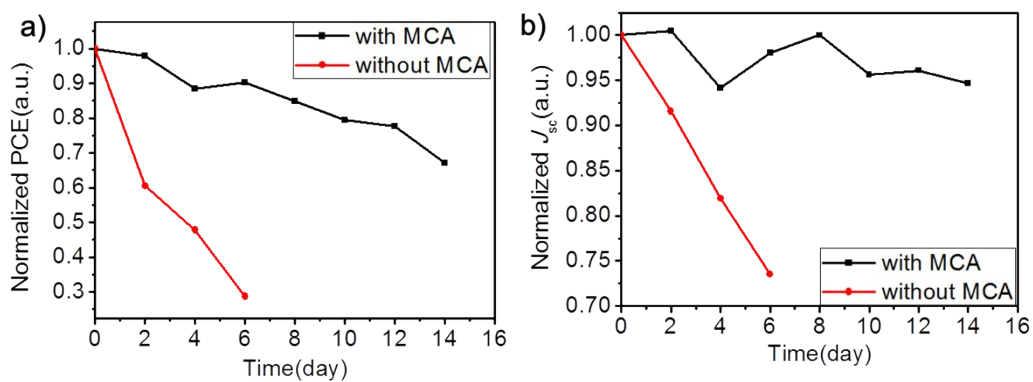 a)
with MCA
without MCA
Normalized PCE(a.u.)
1.0
0.9
0.8
0.7
0.6
0.5
0.4
0.3
0 2 4 6 8 10 12 14 16
Time(day)
b)
with MCA
without MCA
Normalized Jsc(a.u.)
1.00
0.95
0.90
0.85
0.80
0.75
0.70
0 2 4 6 8 10 12 14 16
Time(day)